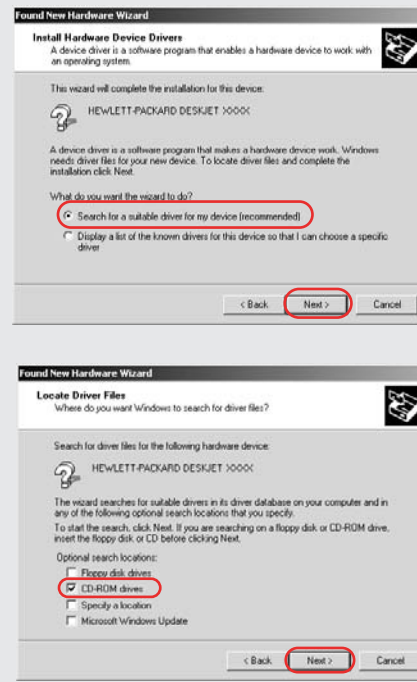 Found New Hardware Wizard
Install Hardware Device Drivers
A device driver is a software program that enables a hardware device to work with
an operating system.
This wizard will complete the installation for this device:
HEWLETT-PACKARD DESKJET XXXX
A device driver is a software program that makes a hardware device work. Windows
needs driver files for your new device. To locate driver files and complete the
installation click Next.
What do you want the wizard to do?
Search for a suitable driver for my device (recommended)
Display a list of the known drivers for this device so that I can choose a specific
driver
< Back
Next >
Cancel
Found New Hardware Wizard
Locate Driver Files
Where do you want Windows to search for driver files?
Search for driver files for the following hardware device:
HEWLETT-PACKARD DESKJET XXXX
The wizard searches for suitable drivers in its driver database on your computer and in
any of the following optional search locations that you specify.
To start the search, click Next. If you are searching on a floppy disk or CD-ROM drive,
insert the floppy disk or CD before clicking Next.
Optional search locations:
Floppy disk drives
CD-ROM drives
Specify a location
Microsoft Windows Update
< Back
Next >
Cancel